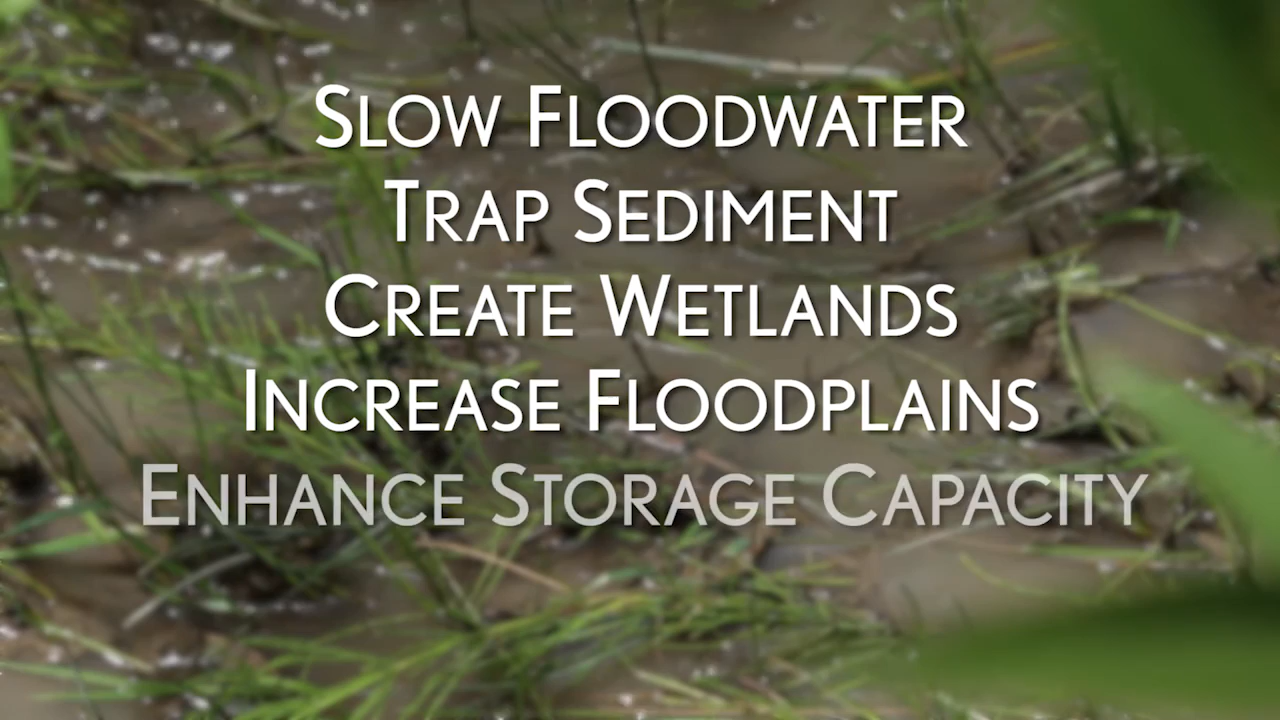 Slow Floodwater
Trap Sediment
Create Wetlands
Increase Floodplains
Enhance Storage Capacity